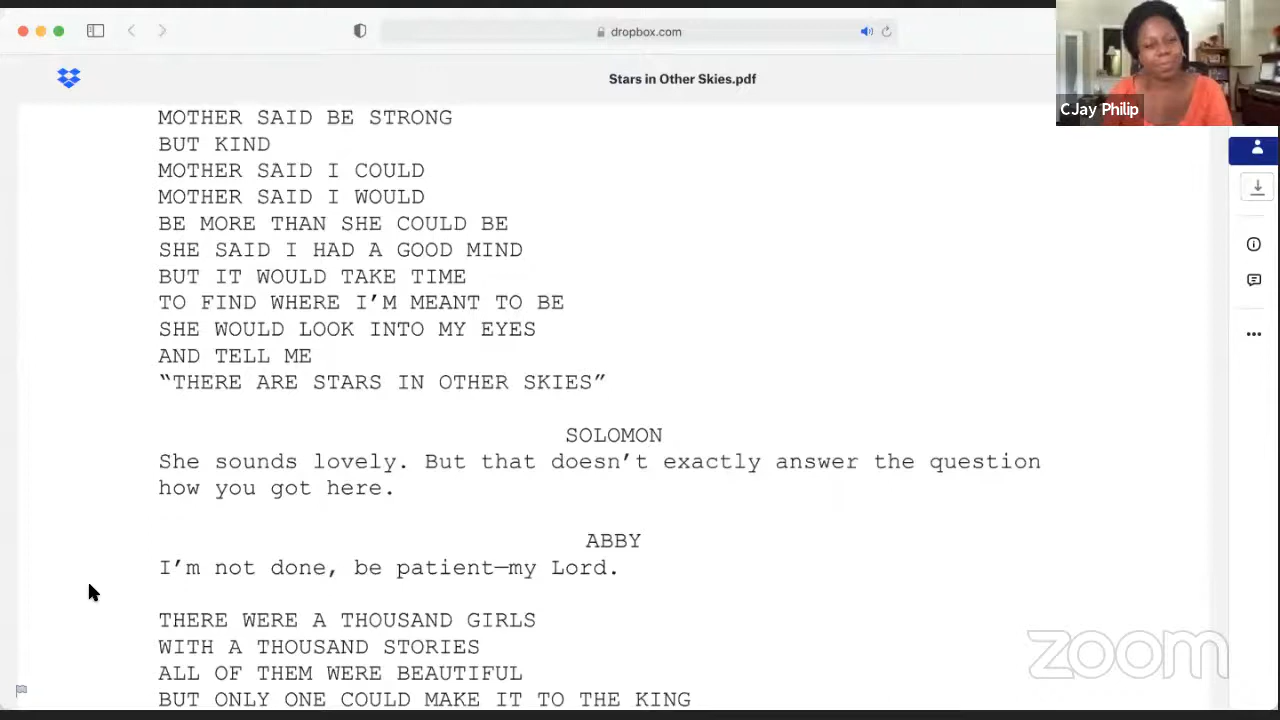 dropbox.com
Stars in Other Skies.pdf
CJay Philip
MOTHER SAID BE STRONG
BUT KIND
MOTHER SAID I COULD
MOTHER SAID I WOULD
BE MORE THAN SHE COULD BE
SHE SAID I HAD A GOOD MIND
BUT IT WOULD TAKE TIME
TO FIND WHERE I’M MEANT TO BE
SHE WOULD LOOK INTO MY EYES
AND TELL ME
“THERE ARE STARS IN OTHER SKIES”
SOLOMON
She sounds lovely. But that doesn’t exactly answer the question
how you got here.
ABBY
I’m not done, be patient—my Lord.
THERE WERE A THOUSAND GIRLS
WITH A THOUSAND STORIES
ALL OF THEM WERE BEAUTIFUL
BUT ONLY ONE COULD MAKE IT TO THE KING
zoom